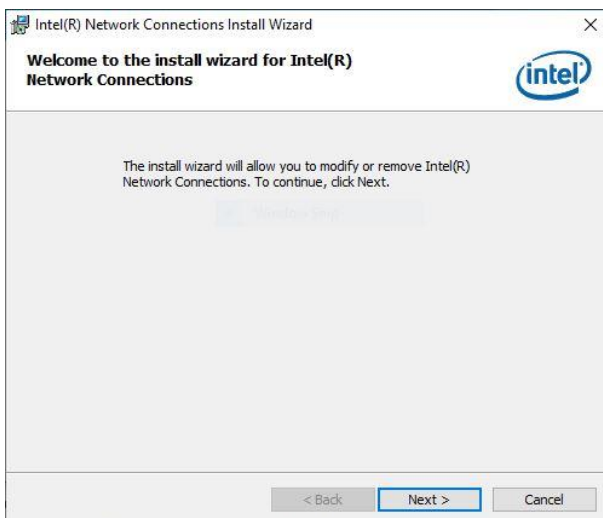 Intel(R) Network Connections Install Wizard
Welcome to the install wizard for Intel(R)
Network Connections
intel
The install wizard will allow you to modify or remove Intel(R)
Network Connections. To continue, click Next.
< Back
Next >
Cancel